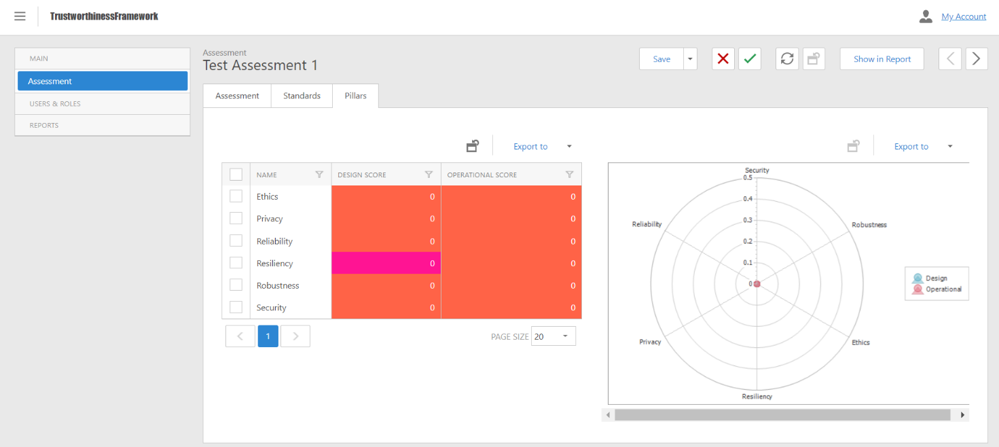 TrustworthinessFramework
My Account
MAIN
Assessment
USERS & ROLES
REPORTS
Assessment
Test Assessment 1
Save
Show in Report
Assessment Standards Pillars
Export to
Export to
NAME DESIGN SCORE OPERATIONAL SCORE
Ethics 0 0
Privacy 0 0
Reliability 0 0
Resiliency 0 0
Robustness 0 0
Security 0 0
1
PAGE SIZE 20
Security
0.5
0.4
0.3
0.2
0.1
0
Reliability
Robustness
Privacy
Ethics
Resiliency
Design
Operational